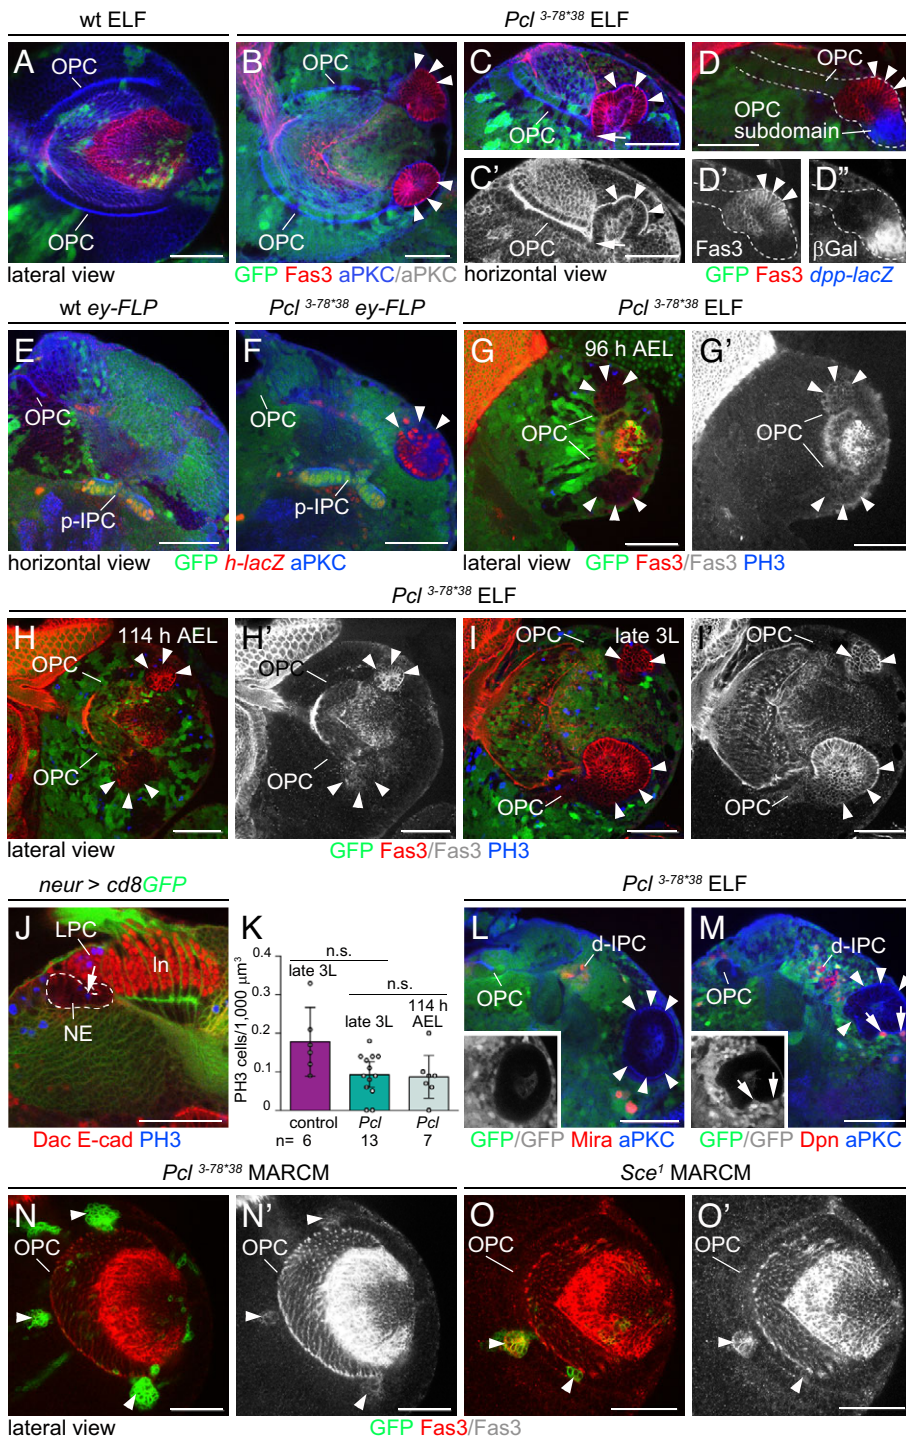 wt ELF
Pcl 3-78*38 ELF
A
OPC
OPC
B
OPC
OPC
C
OPC
C'
OPC
D
OPC
OPC
subdomain
D'
Fas3
D"
βGal
lateral view
GFP Fas3 aPKC/aPKC
horizontal view
GFP Fas3 dpp-lacZ
wt ey-FLP
Pcl 3-78*38 ey-FLP
Pcl 3-78*38 ELF
E
OPC
p-IPC
F
OPC
p-IPC
G
96 h AEL
OPC
G'
OPC
horizontal view
GFP h-lacZ aPKC
lateral view
GFP Fas3/Fas3 PH3
Pcl 3-78*38 ELF
H
114 h AEL
OPC
OPC
H'
OPC
OPC
I
OPC
late 3L
OPC
I'
OPC
OPC
lateral view
GFP Fas3/Fas3 PH3
neur > cd8GFP
Pcl 3-78*38 ELF
J
LPC
ln
NE
Dac E-cad PH3
K
n.s.
late 3L
n.s.
late 3L
114 h
AEL
PH3 cells/1,000 µm3
0.4
0.3
0.2
0.1
0
control
Pcl
Pcl
n= 6
13
7
L
d-IPC
OPC
GFP/GFP Mira aPKC
M
d-IPC
OPC
GFP/GFP Dpn aPKC
Pcl 3-78*38 MARCM
Sce1 MARCM
N
OPC
N'
OPC
O
OPC
O'
OPC
lateral view
GFP Fas3/Fas3